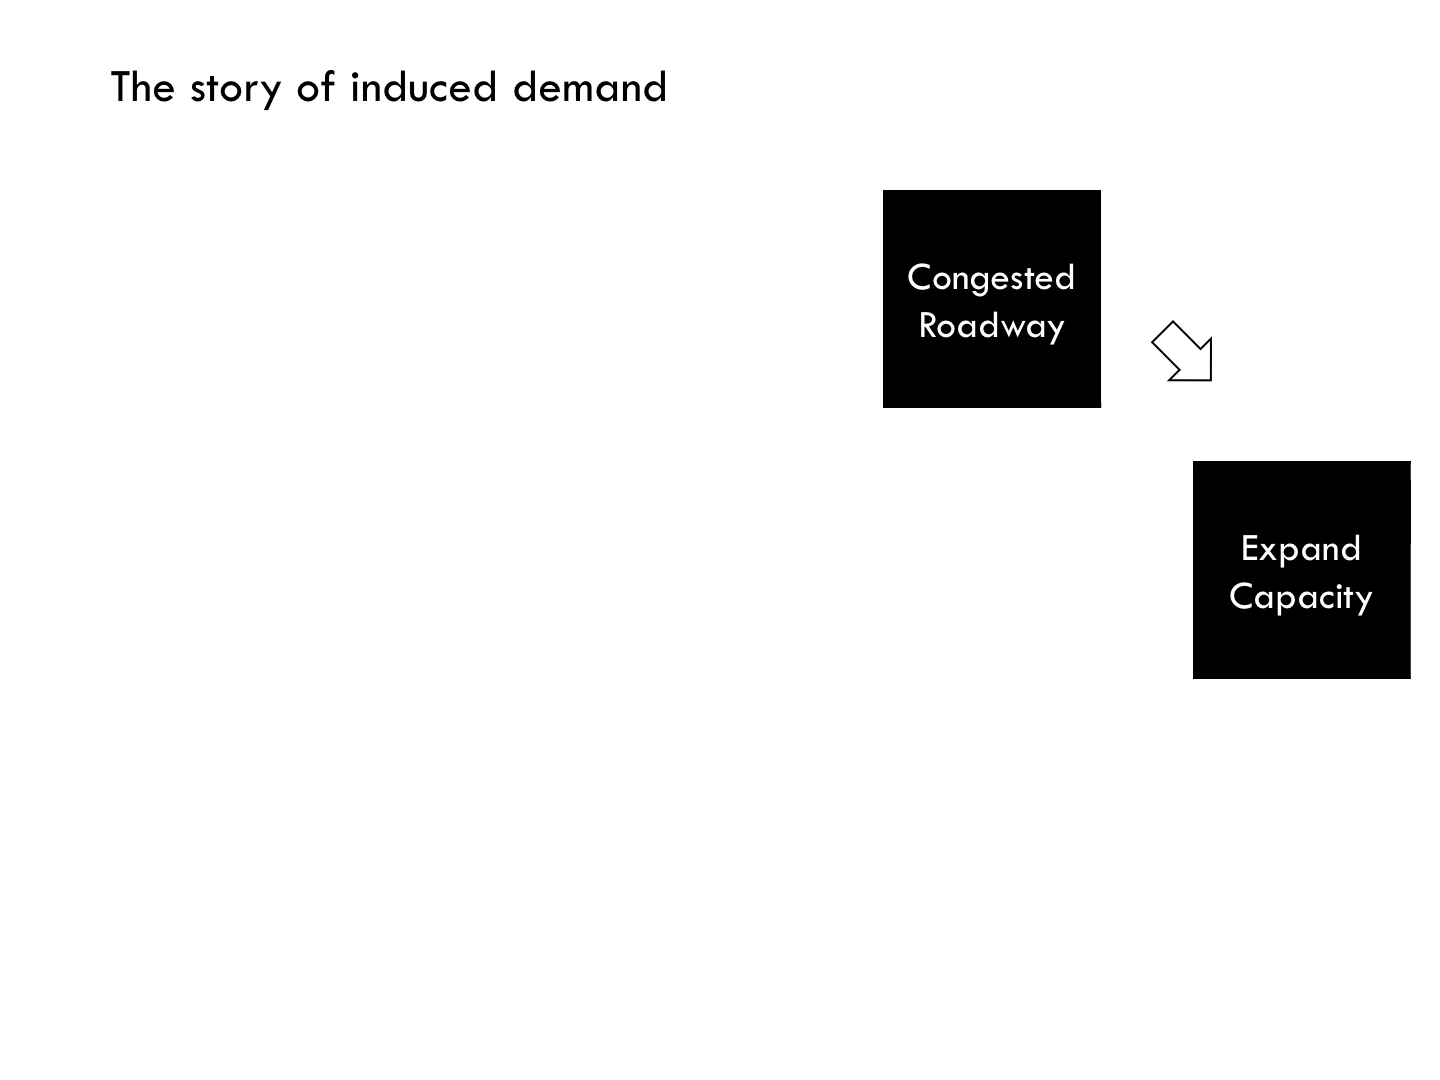 The story of induced demand
Congested
Roadway
Expand
Capacity